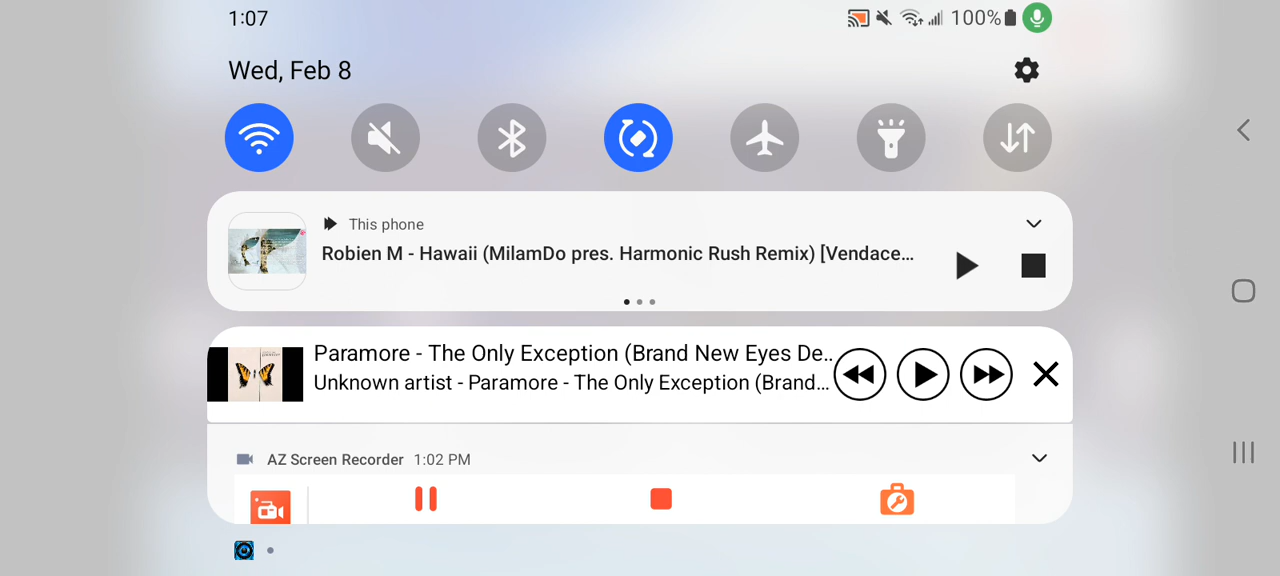 1:07
100%
Wed, Feb 8
This phone
Robien M - Hawaii (MilamDo pres. Harmonic Rush Remix) [Vendace...
Paramore - The Only Exception (Brand New Eyes De..
Unknown artist - Paramore - The Only Exception (Brand...
AZ Screen Recorder 1:02 PM